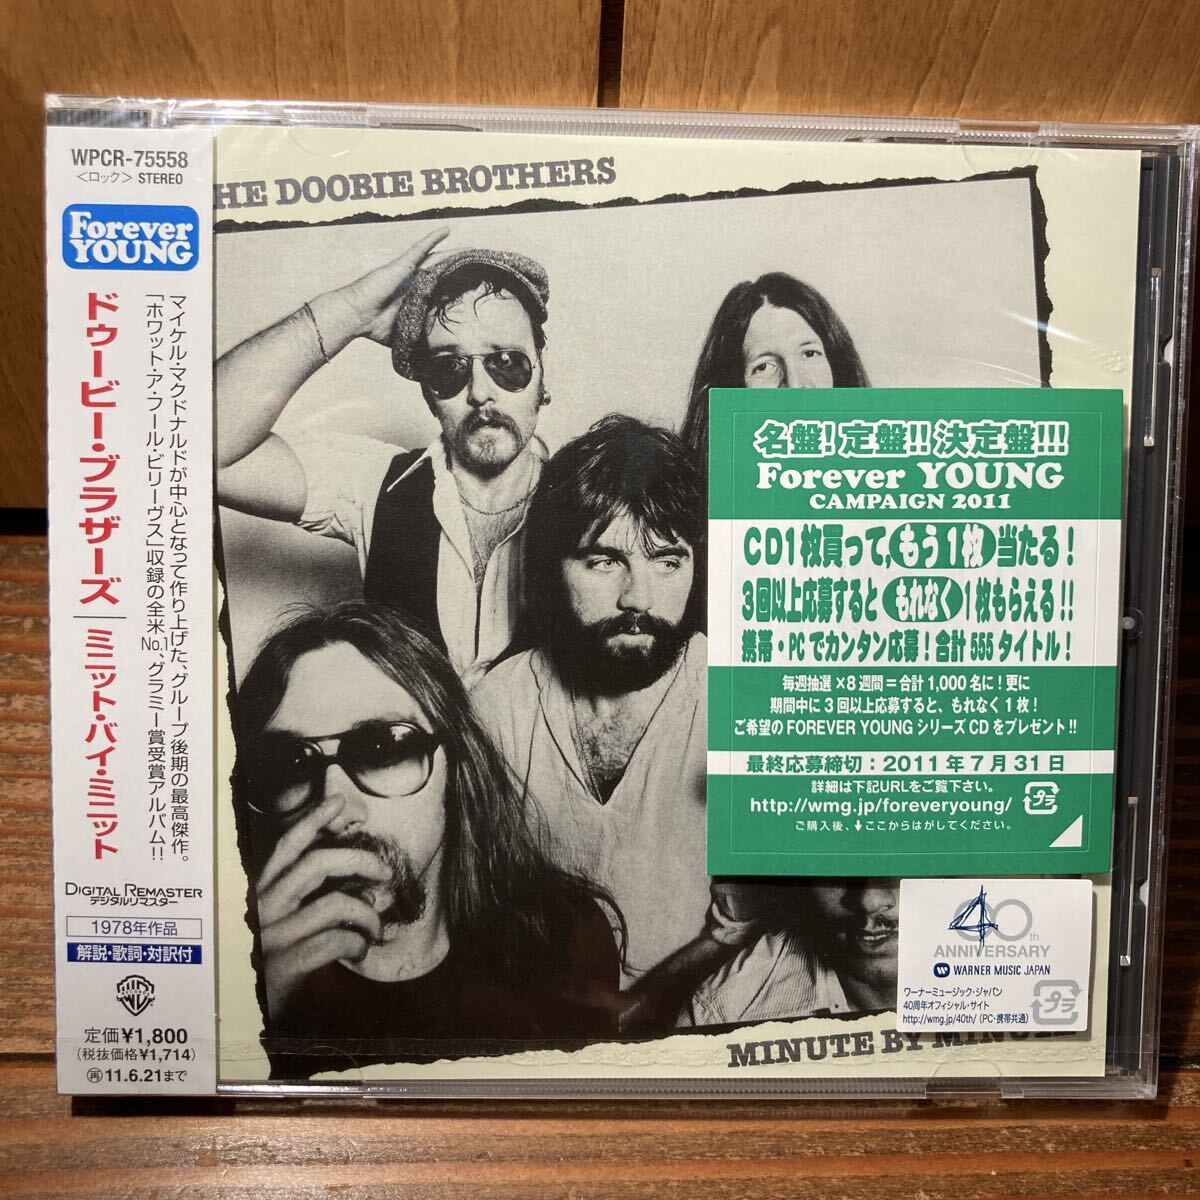 WPCR-75558
<ロック> STEREO
Forever
YOUNG
ドゥービー・ブラザーズ
ミニット・バイ・ミニット
マイケル・マクドナルドが中心となって作り上げた、グループ後期の最高傑作。
「ホワット・ア・フール・ビリーヴス」収録の全米No.1、グラミー賞受賞アルバム!!
DIGITAL REMASTER
デジタルリマスター
1978年作品
解説・歌詞・対訳付
RECORDS
定価¥1,800
(税抜価格¥1,714)
再 11.6.21まで
HE DOOBIE BROTHERS
名盤!定盤!!決定盤!!!
Forever YOUNG
CAMPAIGN 2011
CD1枚買って,もう1枚当たる!
3回以上応募すると もれなく 1枚もらえる!!
携帯・PCでカンタン応募!合計555タイトル!
毎週抽選×8週間=合計1,000名に!更に
期間中に3回以上応募すると、もれなく1枚!
ご希望のFOREVER YOUNGシリーズCDをプレゼント!!
最終応募締切:2011年7月31日
詳細は下記URLをご覧下さい。
http://wmg.jp/foreveryoung/
プラ
ご購入後、↓ここからはがしてください。
40th
ANNIVERSARY
WARNER MUSIC JAPAN
ワーナーミュージック・ジャパン
40周年オフィシャル・サイト
http://wmg.jp/40th/(PC・携帯共通)
プラ
MINUTE BY MINUTE